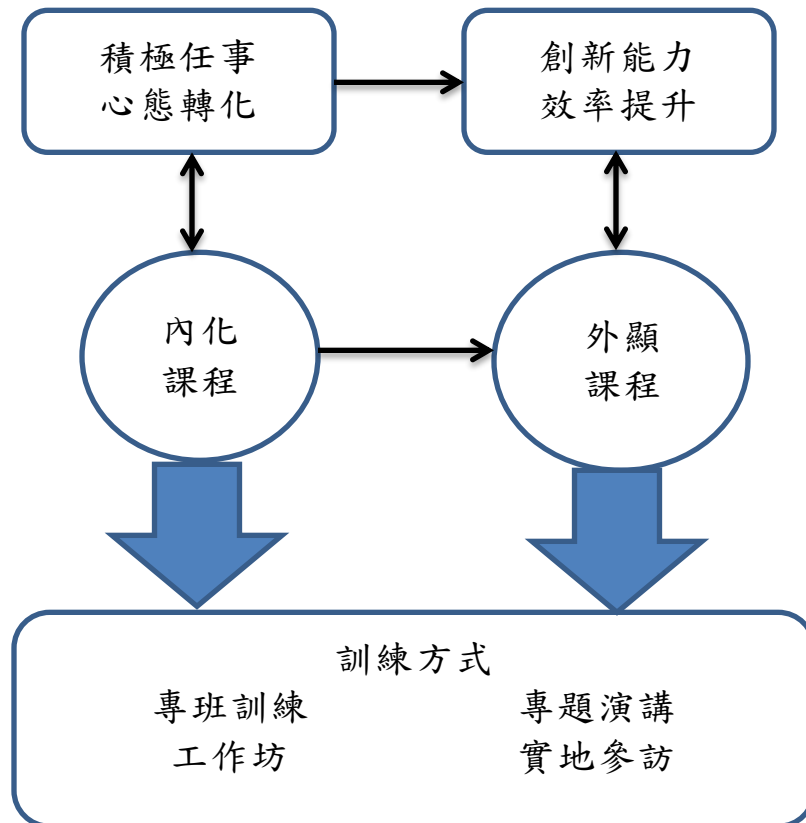 積極任事
心態轉化
創新能力
效率提升
內化
課程
外顯
課程
訓練方式
專班訓練
專題演講
工作坊
實地參訪